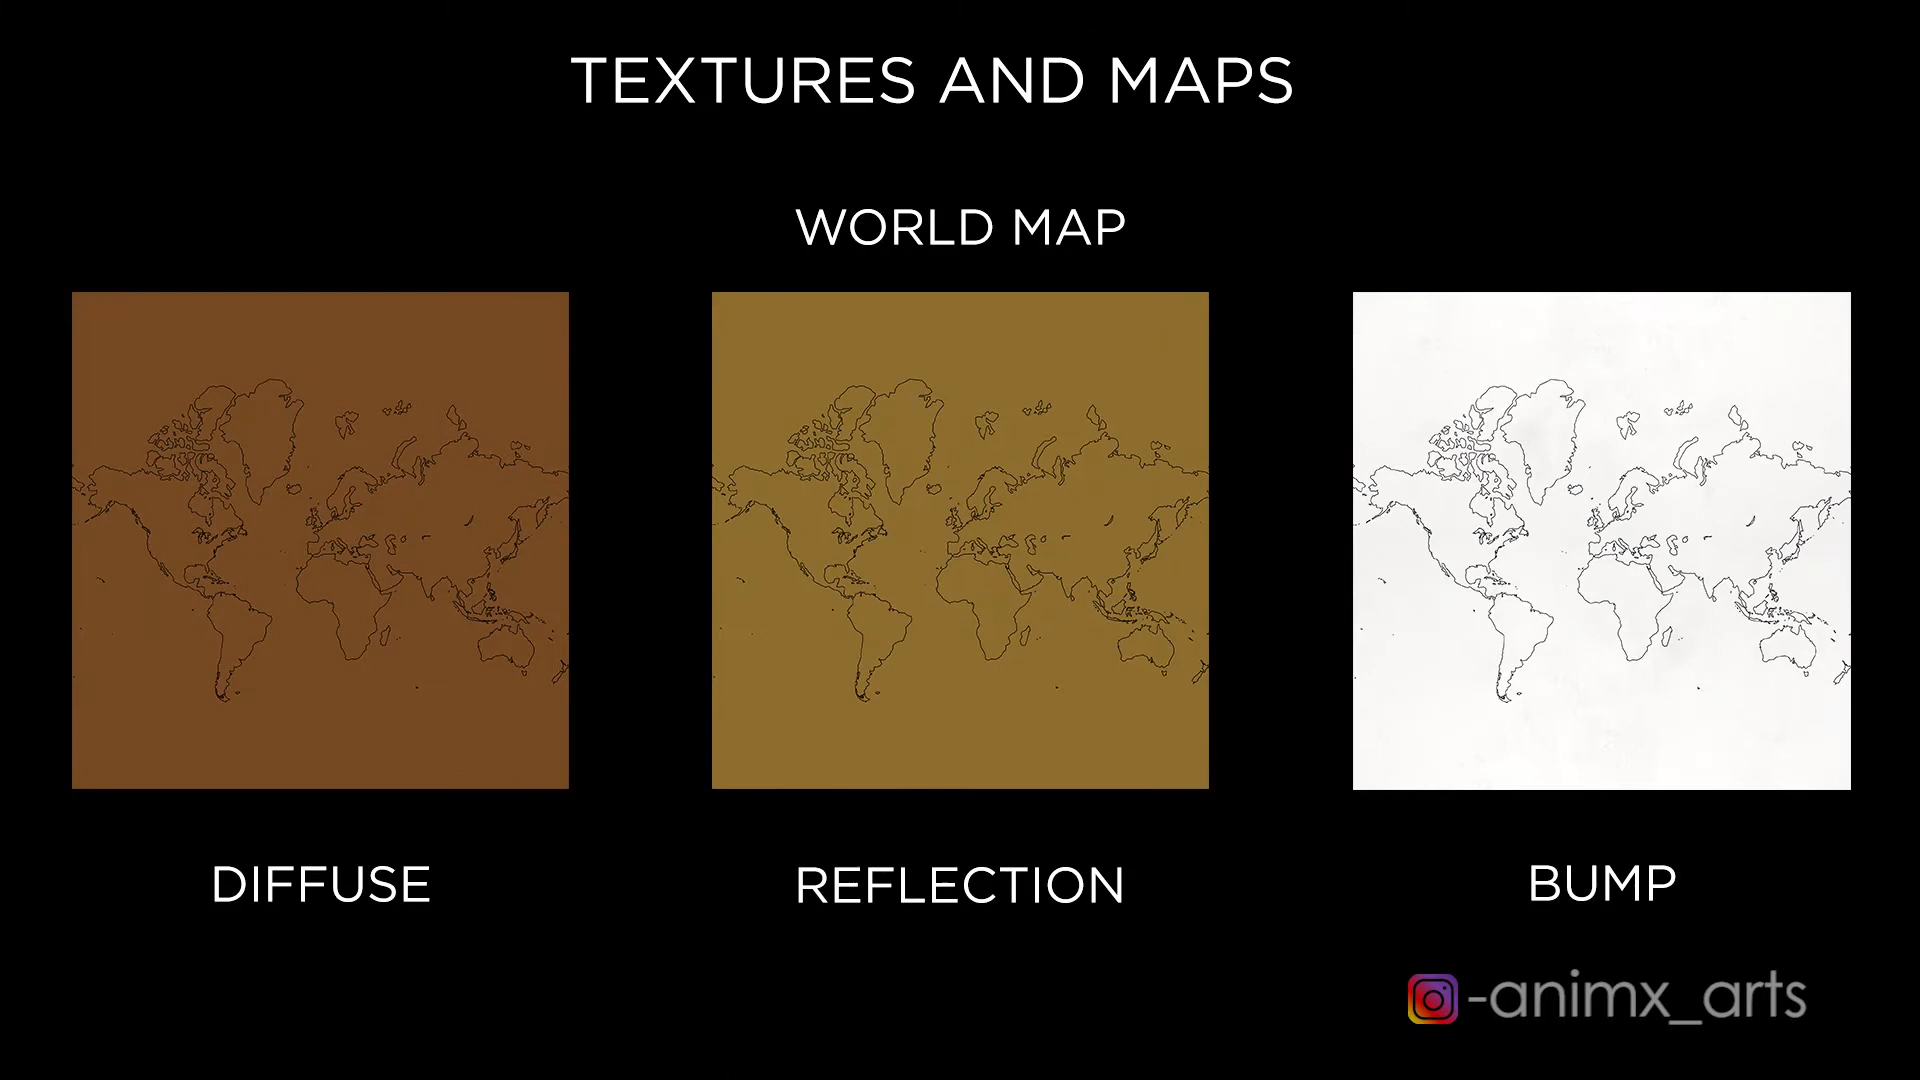 TEXTURES AND MAPS
WORLD MAP
DIFFUSE
REFLECTION
BUMP
-animx_arts